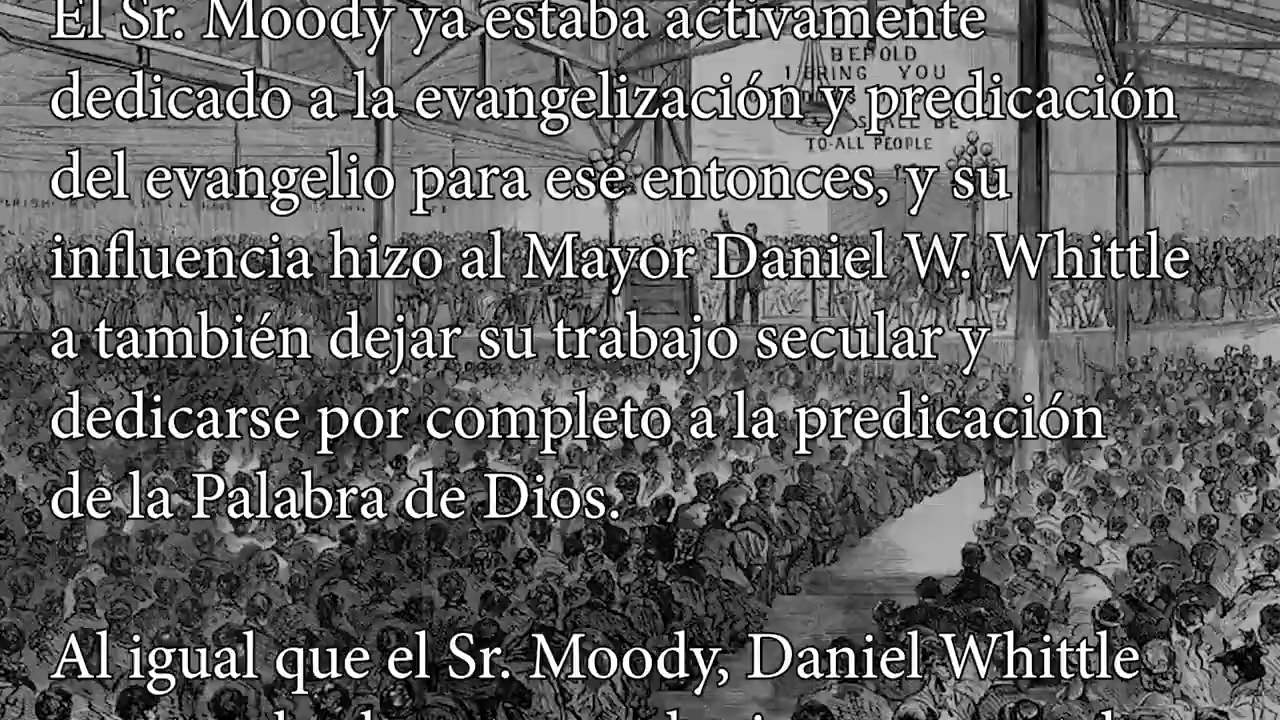 El Sr. Moody ya estaba activamente
dedicado a la evangelización y predicación
del evangelio para ese entonces, y su
influencia hizo al Mayor Daniel W. Whittle
a también dejar su trabajo secular y
dedicarse por completo a la predicación
de la Palabra de Dios.
Al igual que el Sr. Moody, Daniel Whittle
BEHOLD
I BRING YOU
SHALL BE
TO ALL PEOPLE